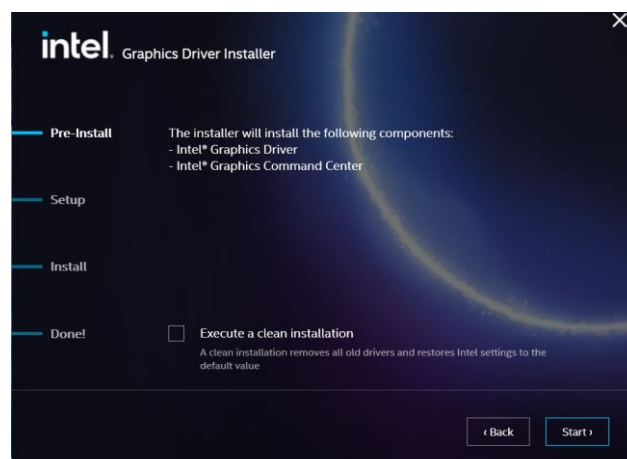 intel. Graphics Driver Installer
Pre-Install
The installer will install the following components:
- Intel® Graphics Driver
- Intel® Graphics Command Center
Setup
Install
Done!
Execute a clean installation
A clean installation removes all old drivers and restores Intel settings to the
default value
‹ Back
Start ›